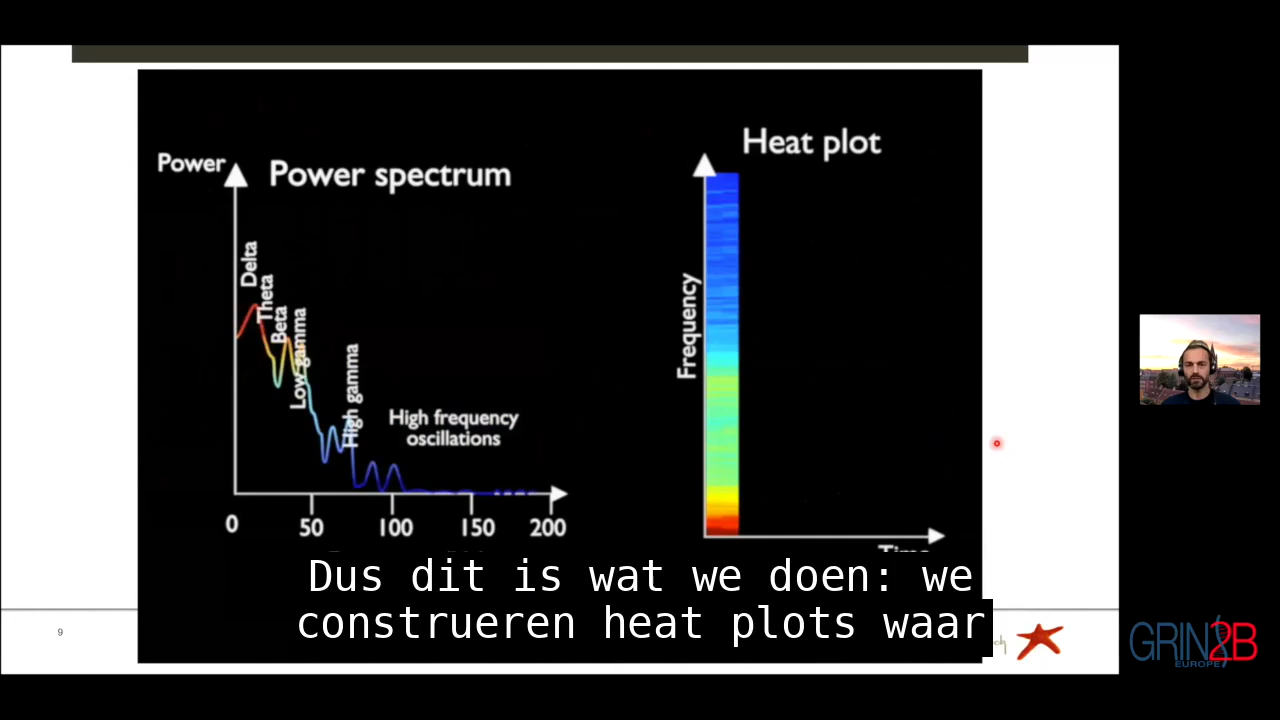 Heat plot
Power
Power spectrum
Delta
Theta
Beta
Low gamma
High gamma
High frequency
oscillations
Frequency
0
50
100
150
200
Time
Dus dit is wat we doen: we
construeren heat plots waar
9
GRIN2B
EUROPE